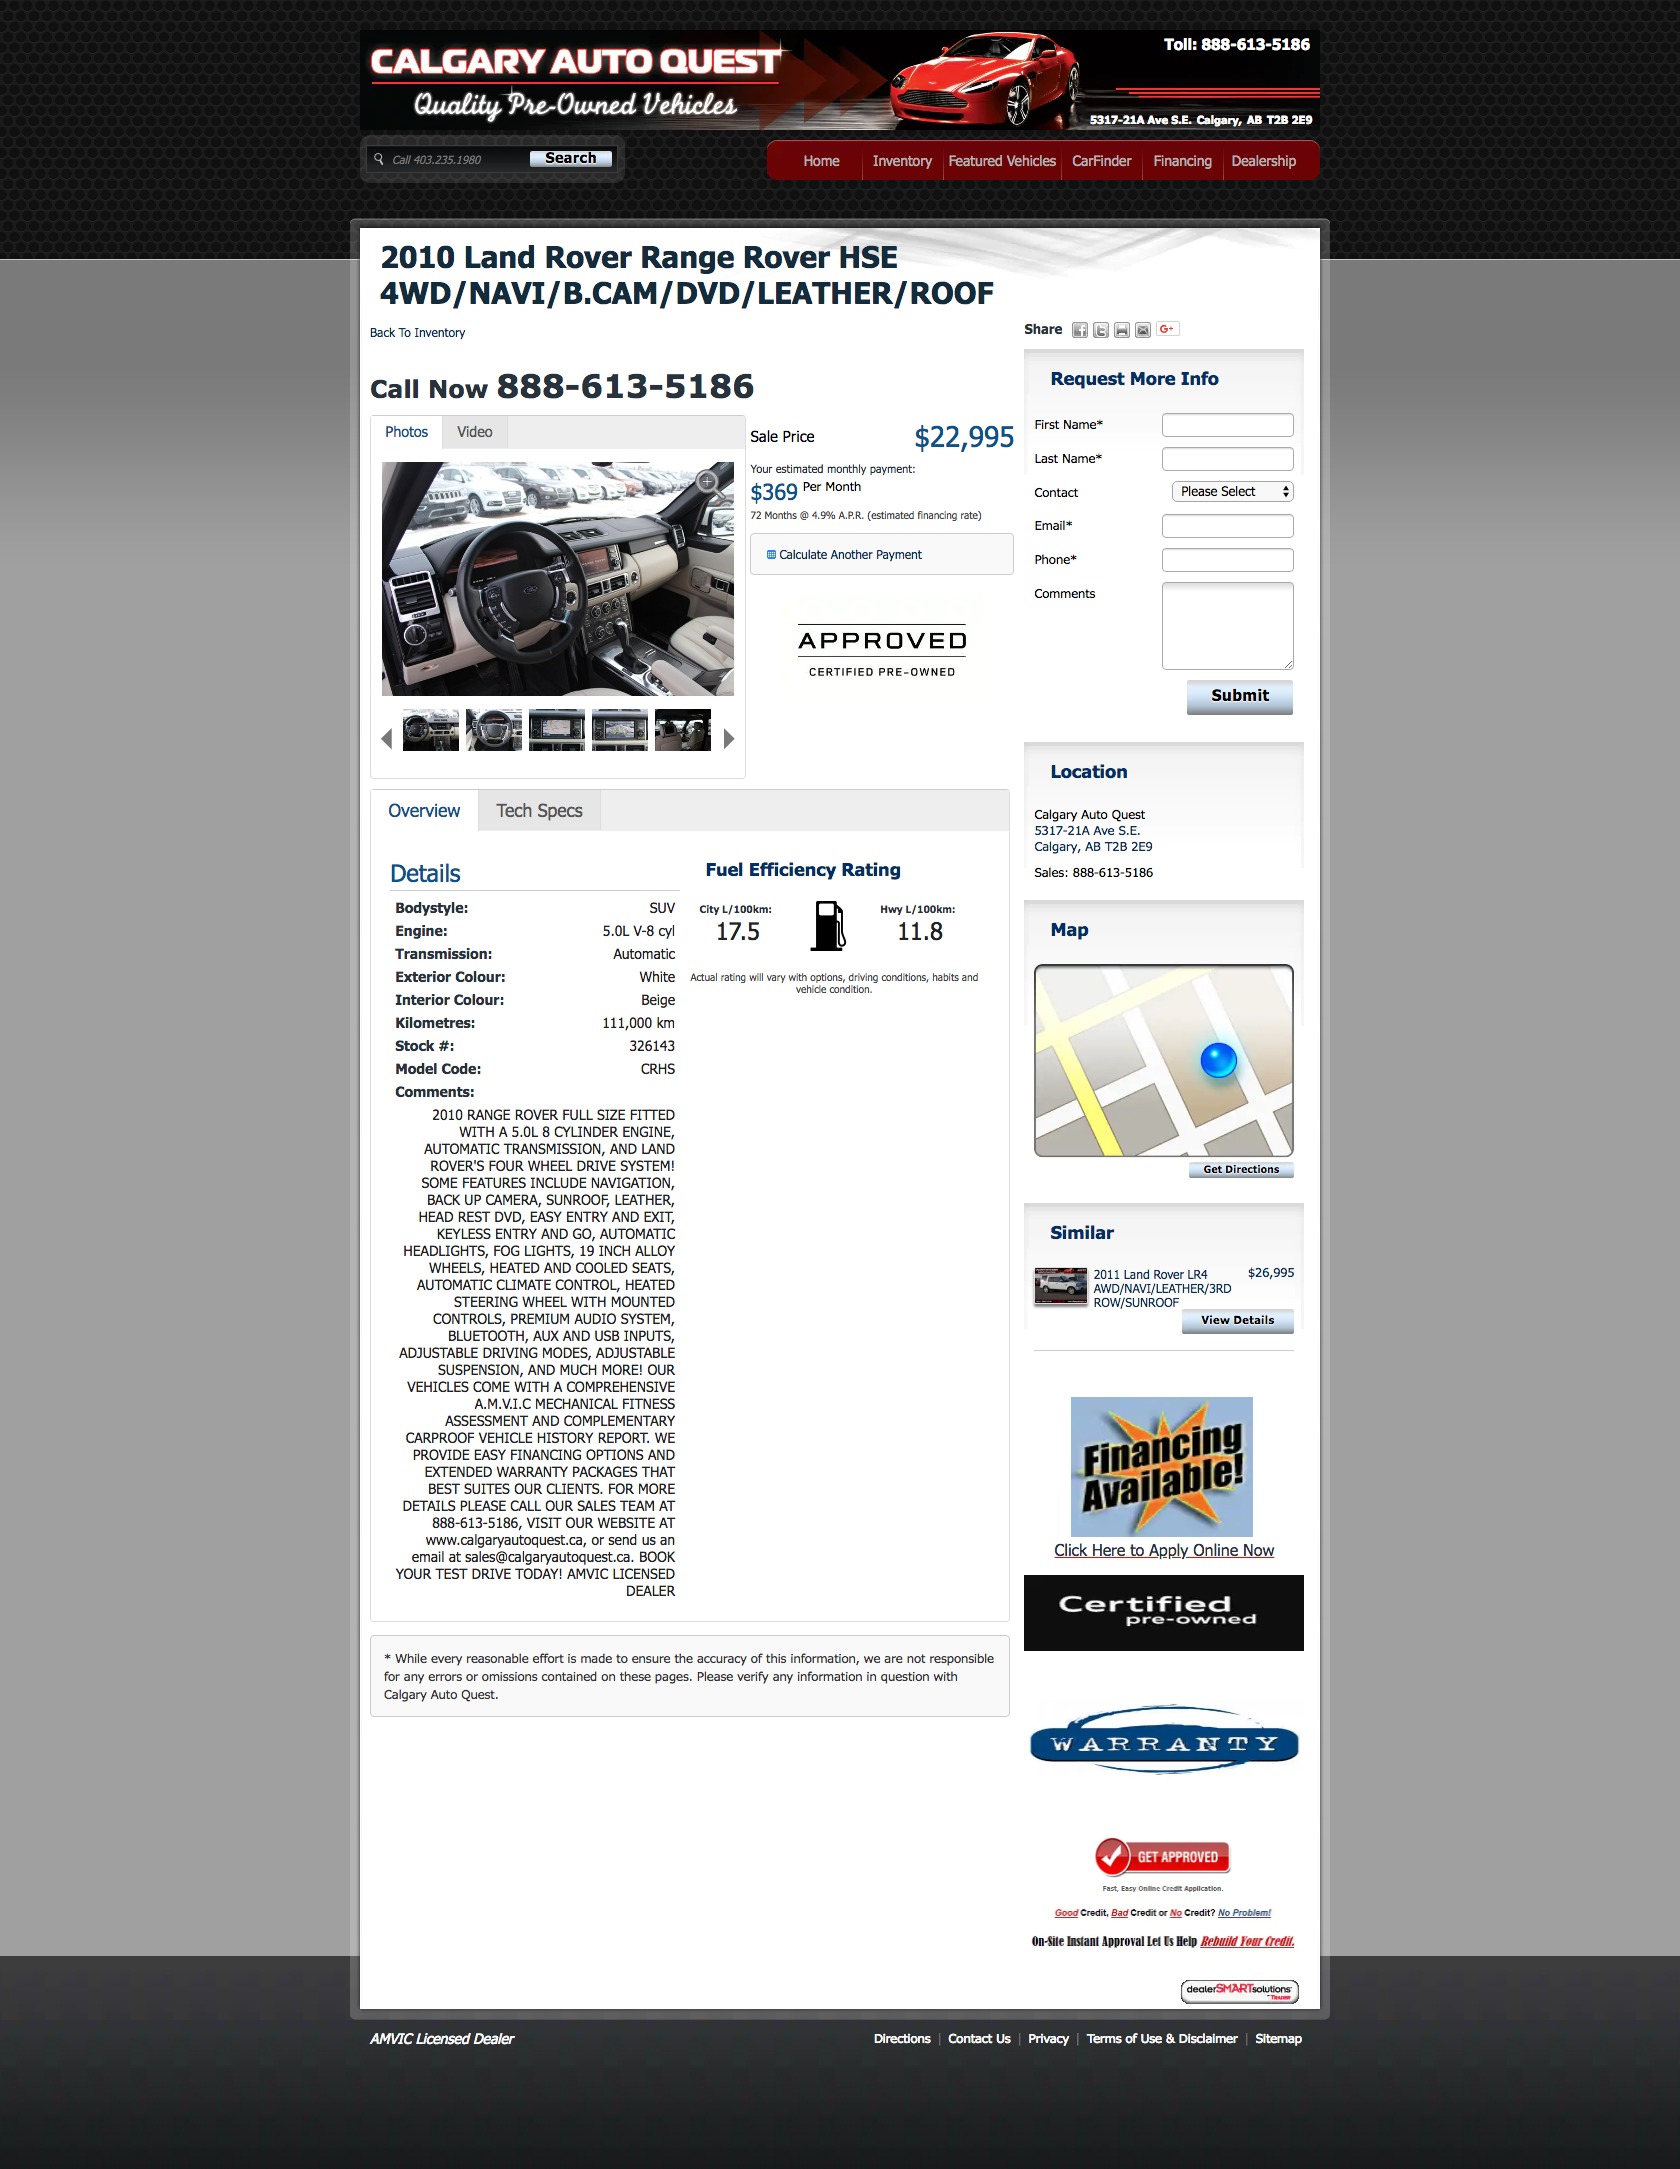 CALGARY AUTO QUEST
Quality Pre-Owned Vehicles
Toll: 888-613-5186
5317-21A Ave S.E. Calgary, AB T2B 2E9
Call 403.235.1980
Search
Home
Inventory
Featured Vehicles
CarFinder
Financing
Dealership
2010 Land Rover Range Rover HSE
4WD/NAVI/B.CAM/DVD/LEATHER/ROOF
Back To Inventory
Share
Call Now 888-613-5186
Photos
Video
Sale Price $22,995
Your estimated monthly payment:
$369 Per Month
72 Months @ 4.9% A.P.R. (estimated financing rate)
Calculate Another Payment
APPROVED
CERTIFIED PRE-OWNED
Request More Info
First Name*
Last Name*
Contact Please Select
Email*
Phone*
Comments
Submit
Overview
Tech Specs
Details
Bodystyle: SUV
Engine: 5.0L V-8 cyl
Transmission: Automatic
Exterior Colour: White
Interior Colour: Beige
Kilometres: 111,000 km
Stock #: 326143
Model Code: CRHS
Comments:
2010 RANGE ROVER FULL SIZE FITTED
WITH A 5.0L 8 CYLINDER ENGINE,
AUTOMATIC TRANSMISSION, AND LAND
ROVER'S FOUR WHEEL DRIVE SYSTEM!
SOME FEATURES INCLUDE NAVIGATION,
BACK UP CAMERA, SUNROOF, LEATHER,
HEAD REST DVD, EASY ENTRY AND EXIT,
KEYLESS ENTRY AND GO, AUTOMATIC
HEADLIGHTS, FOG LIGHTS, 19 INCH ALLOY
WHEELS, HEATED AND COOLED SEATS,
AUTOMATIC CLIMATE CONTROL, HEATED
STEERING WHEEL WITH MOUNTED
CONTROLS, PREMIUM AUDIO SYSTEM,
BLUETOOTH, AUX AND USB INPUTS,
ADJUSTABLE DRIVING MODES, ADJUSTABLE
SUSPENSION, AND MUCH MORE! OUR
VEHICLES COME WITH A COMPREHENSIVE
A.M.V.I.C MECHANICAL FITNESS
ASSESSMENT AND COMPLEMENTARY
CARPROOF VEHICLE HISTORY REPORT. WE
PROVIDE EASY FINANCING OPTIONS AND
EXTENDED WARRANTY PACKAGES THAT
BEST SUITES OUR CLIENTS. FOR MORE
DETAILS PLEASE CALL OUR SALES TEAM AT
888-613-5186, VISIT OUR WEBSITE AT
www.calgaryautoquest.ca, or send us an
email at sales@calgaryautoquest.ca. BOOK
YOUR TEST DRIVE TODAY! AMVIC LICENSED
DEALER
Fuel Efficiency Rating
City L/100km:
17.5
Hwy L/100km:
11.8
Actual rating will vary with options, driving conditions, habits and
vehicle condition.
* While every reasonable effort is made to ensure the accuracy of this information, we are not responsible
for any errors or omissions contained on these pages. Please verify any information in question with
Calgary Auto Quest.
Location
Calgary Auto Quest
5317-21A Ave S.E.
Calgary, AB T2B 2E9
Sales: 888-613-5186
Map
Get Directions
Similar
2011 Land Rover LR4 $26,995
AWD/NAVI/LEATHER/3RD
ROW/SUNROOF
View Details
Financing
Available!
Click Here to Apply Online Now
Certified
pre-owned
WARRANTY
GET APPROVED
Fast, Easy Online Credit Application.
Good Credit, Bad Credit or No Credit? No Problem!
On-Site Instant Approval Let Us Help Rebuild Your Credit.
dealerSMARTsolutions
TRADER
AMVIC Licensed Dealer
Directions | Contact Us | Privacy | Terms of Use & Disclaimer | Sitemap